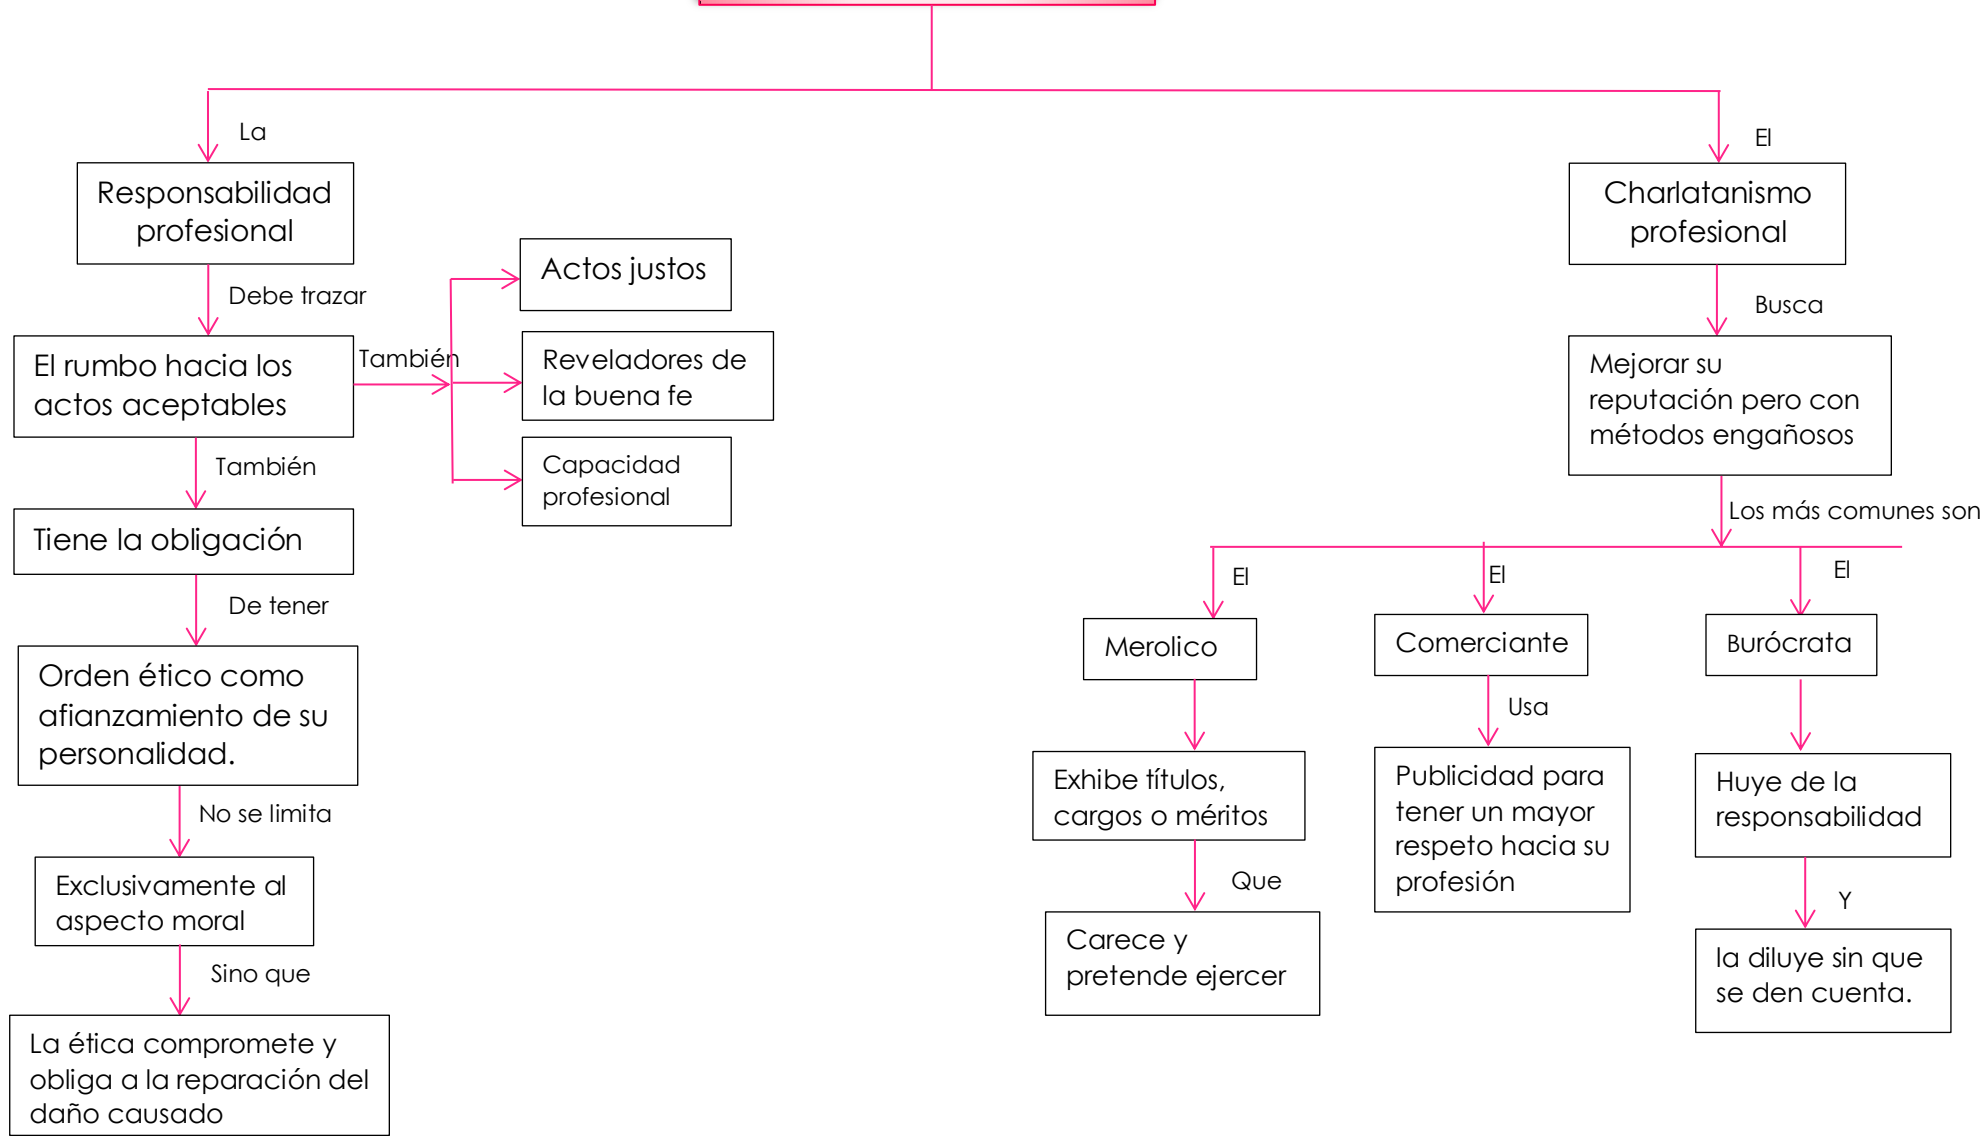 La
Responsabilidad
profesional
Debe trazar
El rumbo hacia los
actos aceptables
También
Actos justos
Reveladores de
la buena fe
Capacidad
profesional
También
Tiene la obligación
De tener
Orden ético como
afianzamiento de su
personalidad.
No se limita
Exclusivamente al
aspecto moral
Sino que
La ética compromete y
obliga a la reparación del
daño causado
El
Charlatanismo
profesional
Busca
Mejorar su
reputación pero con
métodos engañosos
Los más comunes son
El
Merolico
Exhibe títulos,
cargos o méritos
Que
Carece y
pretende ejercer
El
Comerciante
Usa
Publicidad para
tener un mayor
respeto hacia su
profesión
El
Burócrata
Huye de la
responsabilidad
Y
la diluye sin que
se den cuenta.